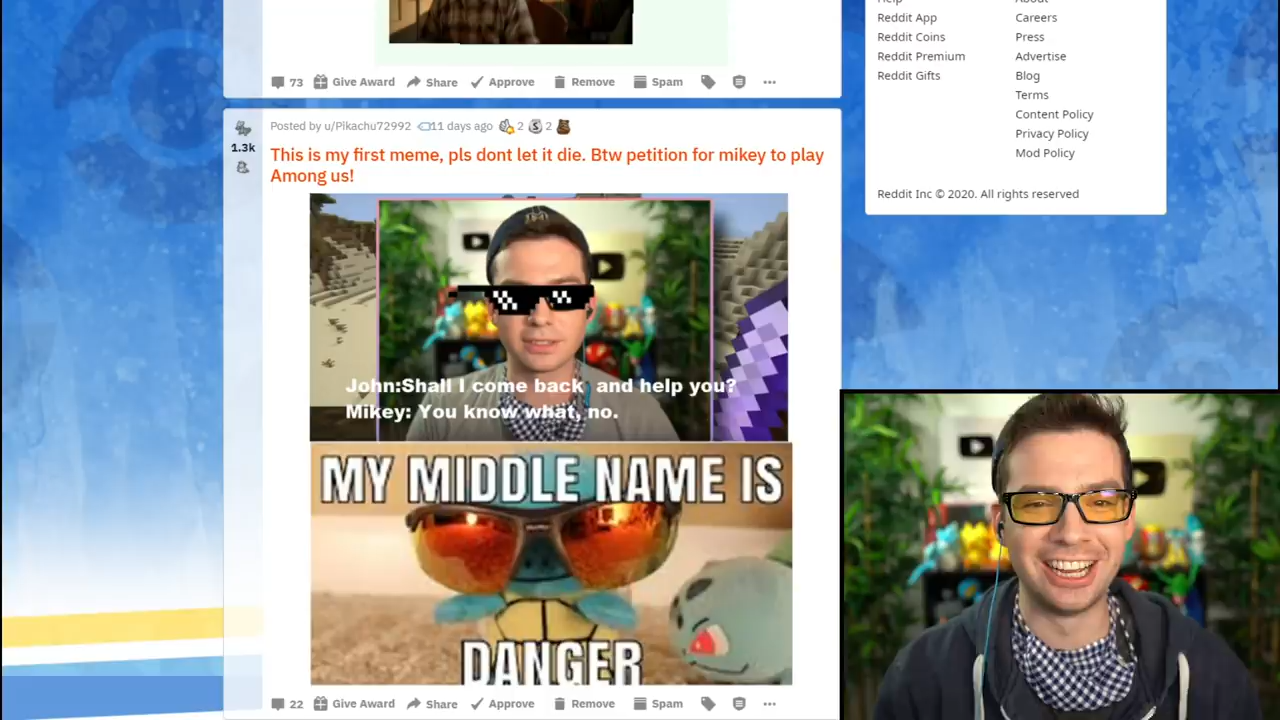 73 Give Award Share Approve Remove Spam
Posted by u/Pikachu72992 11 days ago 2 S 2
1.3k
This is my first meme, pls dont let it die. Btw petition for mikey to play
Among us!
John:Shall I come back and help you?
Mikey: You know what, no.
MY MIDDLE NAME IS
DANGER
22 Give Award Share Approve Remove Spam
Reddit App
Reddit Coins
Reddit Premium
Reddit Gifts
Careers
Press
Advertise
Blog
Terms
Content Policy
Privacy Policy
Mod Policy
Reddit Inc © 2020. All rights reserved